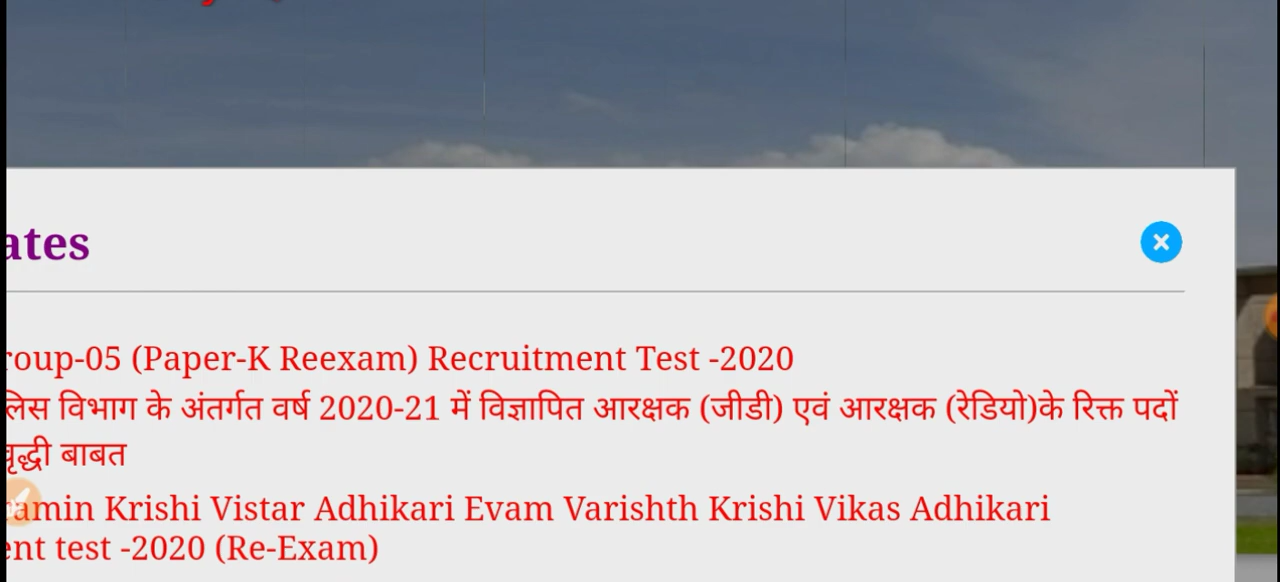 ates
roup-05 (Paper-K Reexam) Recruitment Test -2020
लिस विभाग के अंतर्गत वर्ष 2020-21 में विज्ञापित आरक्षक (जीडी) एवं आरक्षक (रेडियो)के रिक्त पदों
वृद्धी बाबत
amin Krishi Vistar Adhikari Evam Varishth Krishi Vikas Adhikari
ent test -2020 (Re-Exam)